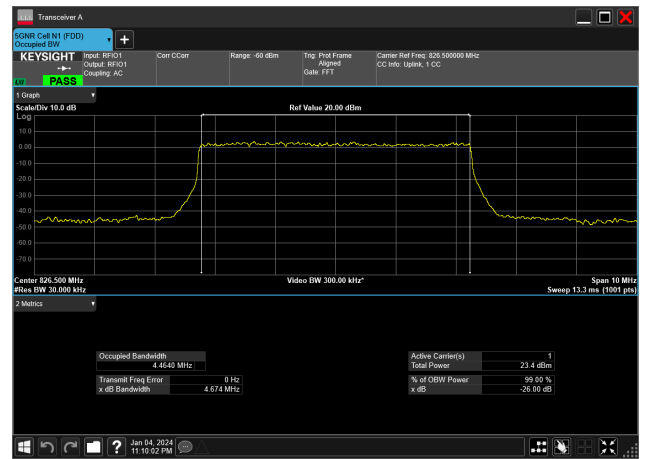 Transceiver A
5GNR Cell N1 (FDD)
Occupied BW
KEYSIGHT
LW PASS
Input: RFIO1
Output: RFIO1
Coupling: AC
Corr CCorr
Range: -60 dBm
Trig: Prot Frame
Aligned
Gate: FFT
Carrier Ref Freq: 826.500000 MHz
CC Info: Uplink, 1 CC
1 Graph
Scale/Div 10.0 dB
Ref Value 20.00 dBm
Log
10.0
0.00
-10.0
-20.0
-30.0
-40.0
-50.0
-60.0
-70.0
Center 826.500 MHz
Video BW 300.00 kHz*
Span 10 MHz
#Res BW 30.000 kHz
Sweep 13.3 ms (1001 pts)
2 Metrics
Occupied Bandwidth
4.4640 MHz
Transmit Freq Error 0 Hz
x dB Bandwidth 4.674 MHz
Active Carrier(s) 1
Total Power 23.4 dBm
% of OBW Power 99.00 %
x dB -26.00 dB
Jan 04, 2024
11:10:02 PM